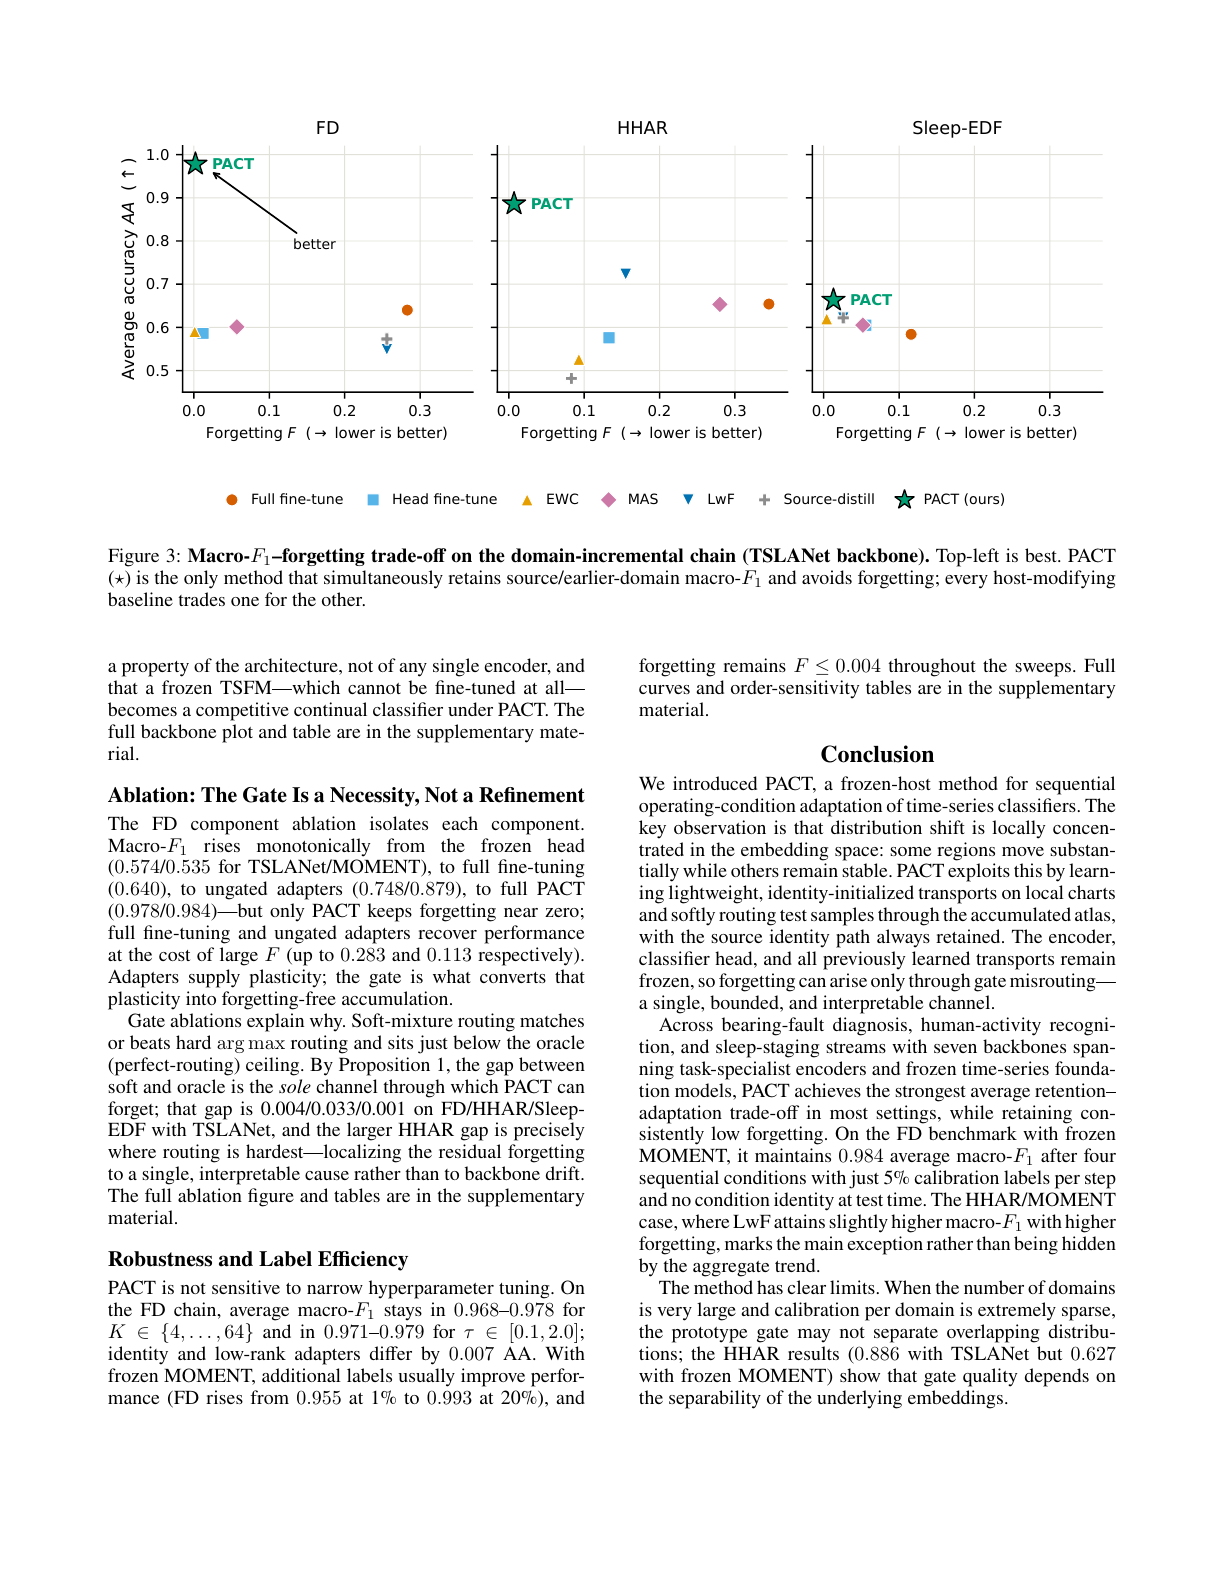 FD
HHAR
Sleep-EDF
Average accuracy AA (↑)
1.0
0.9
0.8
0.7
0.6
0.5
PACT
better
PACT
PACT
0.0 0.1 0.2 0.3
0.0 0.1 0.2 0.3
0.0 0.1 0.2 0.3
Forgetting F (→ lower is better)
Forgetting F (→ lower is better)
Forgetting F (→ lower is better)
Full fine-tune Head fine-tune EWC MAS LwF Source-distill PACT (ours)
Figure 3: Macro-F₁–forgetting trade-off on the domain-incremental chain (TSLANet backbone). Top-left is best. PACT
(⋆) is the only method that simultaneously retains source/earlier-domain macro-F₁ and avoids forgetting; every host-modifying
baseline trades one for the other.
a property of the architecture, not of any single encoder, and
that a frozen TSFM—which cannot be fine-tuned at all—
becomes a competitive continual classifier under PACT. The
full backbone plot and table are in the supplementary mate-
rial.
Ablation: The Gate Is a Necessity, Not a Refinement
The FD component ablation isolates each component.
Macro-F₁ rises monotonically from the frozen head
(0.574/0.535 for TSLANet/MOMENT), to full fine-tuning
(0.640), to ungated adapters (0.748/0.879), to full PACT
(0.978/0.984)—but only PACT keeps forgetting near zero;
full fine-tuning and ungated adapters recover performance
at the cost of large F (up to 0.283 and 0.113 respectively).
Adapters supply plasticity; the gate is what converts that
plasticity into forgetting-free accumulation.
Gate ablations explain why. Soft-mixture routing matches
or beats hard arg max routing and sits just below the oracle
(perfect-routing) ceiling. By Proposition 1, the gap between
soft and oracle is the sole channel through which PACT can
forget; that gap is 0.004/0.033/0.001 on FD/HHAR/Sleep-
EDF with TSLANet, and the larger HHAR gap is precisely
where routing is hardest—localizing the residual forgetting
to a single, interpretable cause rather than to backbone drift.
The full ablation figure and tables are in the supplementary
material.
Robustness and Label Efficiency
PACT is not sensitive to narrow hyperparameter tuning. On
the FD chain, average macro-F₁ stays in 0.968–0.978 for
K ∈ {4, . . . , 64} and in 0.971–0.979 for τ ∈ [0.1, 2.0];
identity and low-rank adapters differ by 0.007 AA. With
frozen MOMENT, additional labels usually improve perfor-
mance (FD rises from 0.955 at 1% to 0.993 at 20%), and
forgetting remains F ≤ 0.004 throughout the sweeps. Full
curves and order-sensitivity tables are in the supplementary
material.
Conclusion
We introduced PACT, a frozen-host method for sequential
operating-condition adaptation of time-series classifiers. The
key observation is that distribution shift is locally concen-
trated in the embedding space: some regions move substan-
tially while others remain stable. PACT exploits this by learn-
ing lightweight, identity-initialized transports on local charts
and softly routing test samples through the accumulated atlas,
with the source identity path always retained. The encoder,
classifier head, and all previously learned transports remain
frozen, so forgetting can arise only through gate misrouting—
a single, bounded, and interpretable channel.
Across bearing-fault diagnosis, human-activity recogni-
tion, and sleep-staging streams with seven backbones span-
ning task-specialist encoders and frozen time-series founda-
tion models, PACT achieves the strongest average retention–
adaptation trade-off in most settings, while retaining con-
sistently low forgetting. On the FD benchmark with frozen
MOMENT, it maintains 0.984 average macro-F₁ after four
sequential conditions with just 5% calibration labels per step
and no condition identity at test time. The HHAR/MOMENT
case, where LwF attains slightly higher macro-F₁ with higher
forgetting, marks the main exception rather than being hidden
by the aggregate trend.
The method has clear limits. When the number of domains
is very large and calibration per domain is extremely sparse,
the prototype gate may not separate overlapping distribu-
tions; the HHAR results (0.886 with TSLANet but 0.627
with frozen MOMENT) show that gate quality depends on
the separability of the underlying embeddings.